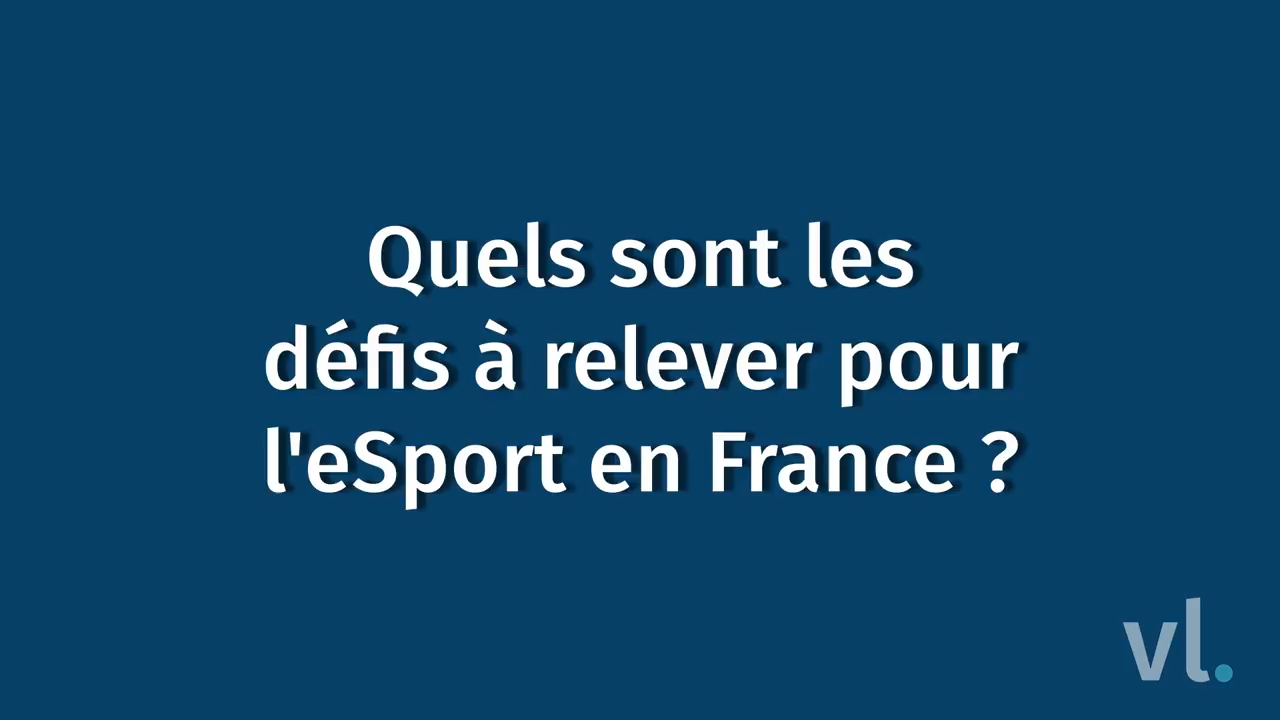 Quels sont les
défis à relever pour
l'eSport en France ?
vl.